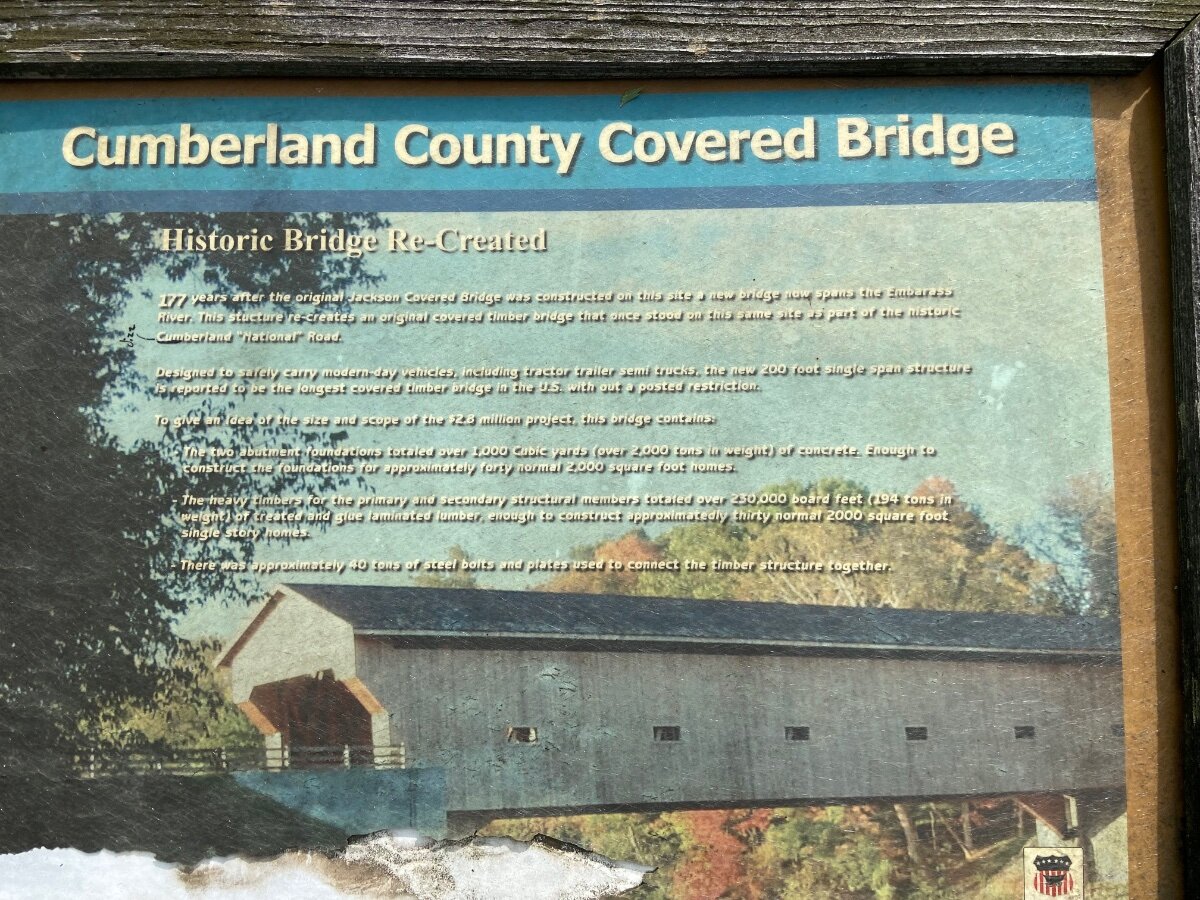 Cumberland County Covered Bridge
Historic Bridge Re-Created
177 years after the original Jackson Covered Bridge was constructed on this site a new bridge now spans the Embarass
River. This stucture re-creates an original covered timber bridge that once stood on this same site as part of the historic
Cumberland "National" Road.
Designed to safely carry modern-day vehicles, including tractor trailer semi trucks, the new 200 foot single span structure
is reported to be the longest covered timber bridge in the U.S. with out a posted restriction.
To give an idea of the size and scope of the $2.8 million project, this bridge contains:
- The two abutment foundations totaled over 1,000 Cubic yards (over 2,000 tons in weight) of concrete. Enough to
construct the foundations for approximately forty normal 2,000 square foot homes.
- The heavy timbers for the primary and secondary structural members totaled over 230,000 board feet (194 tons in
weight) of treated and glue laminated lumber, enough to construct approximatedly thirty normal 2000 square foot
single story homes.
- There was approximately 40 tons of steel bolts and plates used to connect the timber structure together.